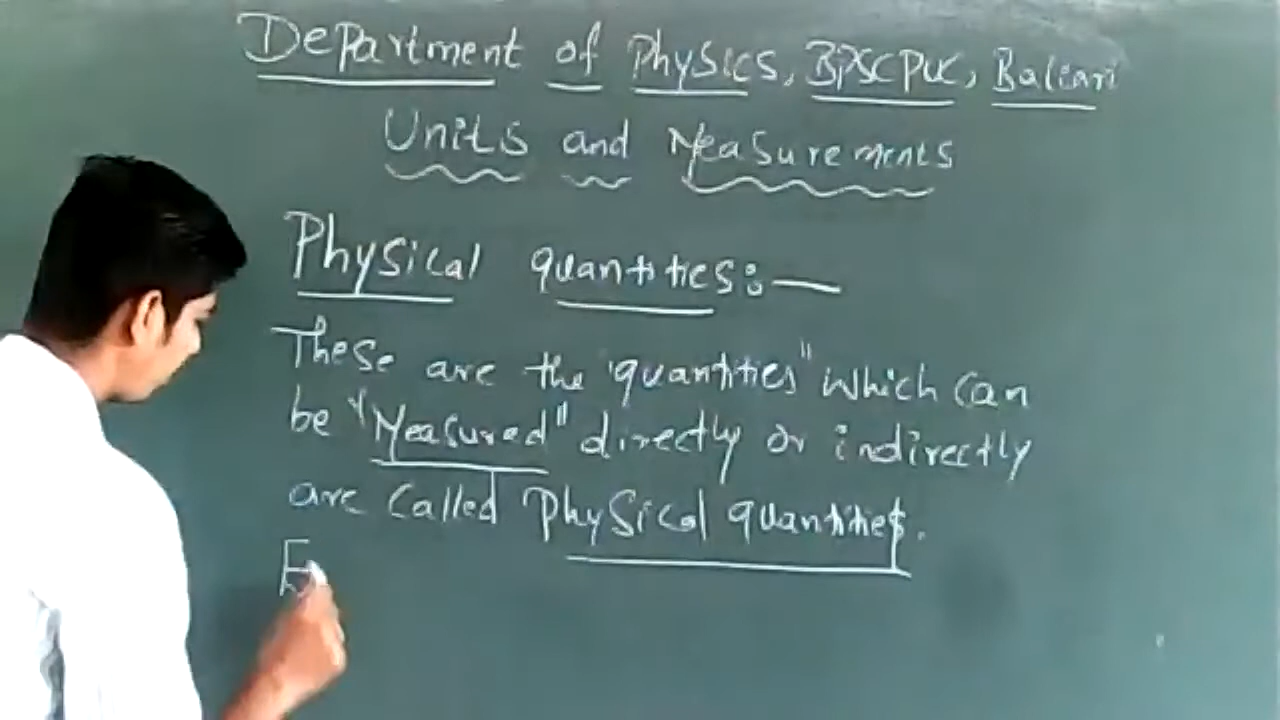 Department of Physics, BPSCPUC,
Units and Measurements
Physical quantities:—
These are the "quantities" which can
be "Measured" directly or indirectly
are called Physical quantities.
E